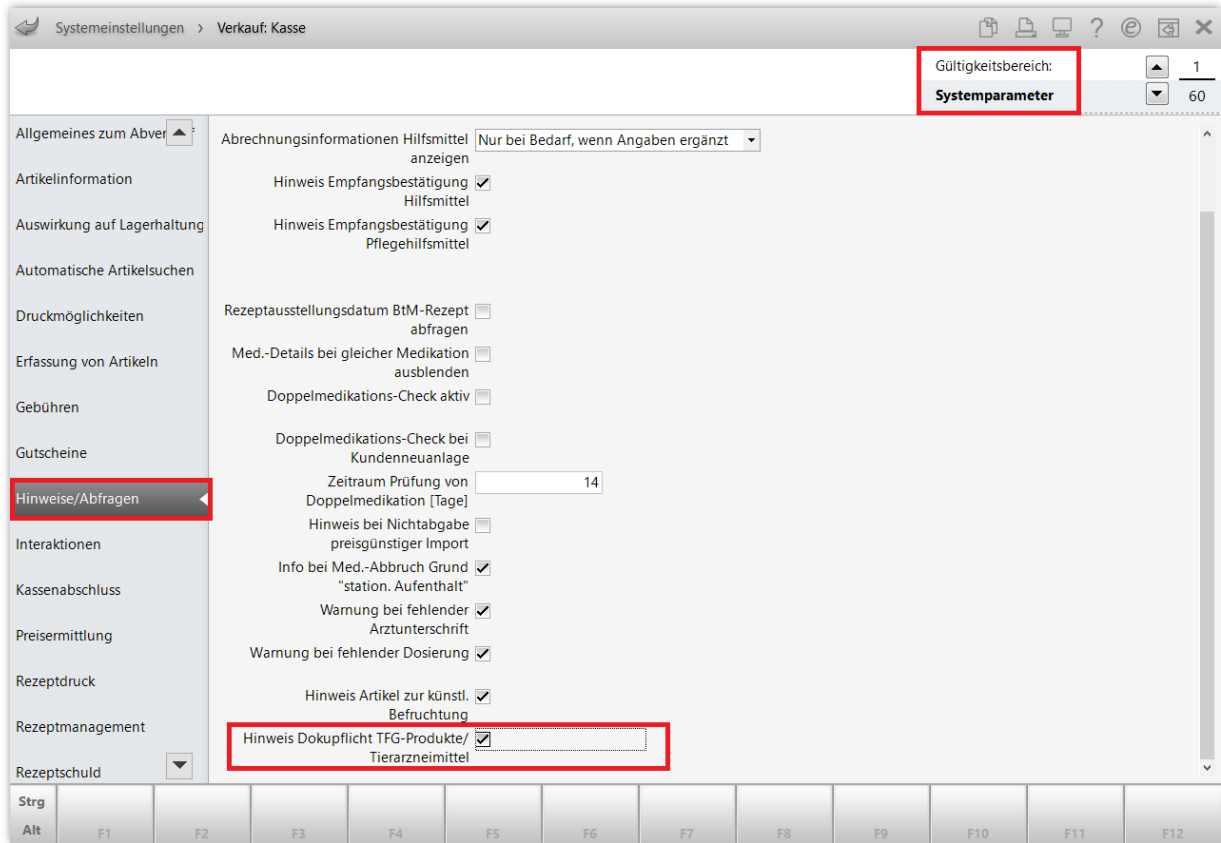 Systemeinstellungen > Verkauf: Kasse
Gültigkeitsbereich: 1
Systemparameter 60
Allgemeines zum Abver
Artikelinformation
Auswirkung auf Lagerhaltung
Automatische Artikelsuchen
Druckmöglichkeiten
Erfassung von Artikeln
Gebühren
Gutscheine
Hinweise/Abfragen
Interaktionen
Kassenabschluss
Preisermittlung
Rezeptdruck
Rezeptmanagement
Rezeptschuld
Abrechnungsinformationen Hilfsmittel Nur bei Bedarf, wenn Angaben ergänzt
anzeigen
Hinweis Empfangsbestätigung
Hilfsmittel
Hinweis Empfangsbestätigung
Pflegehilfsmittel
Rezeptausstellungsdatum BtM-Rezept
abfragen
Med.-Details bei gleicher Medikation
ausblenden
Doppelmedikations-Check aktiv
Doppelmedikations-Check bei
Kundenneuanlage
Zeitraum Prüfung von 14
Doppelmedikation [Tage]
Hinweis bei Nichtabgabe
preisgünstiger Import
Info bei Med.-Abbruch Grund
"station. Aufenthalt"
Warnung bei fehlender
Arztunterschrift
Warnung bei fehlender Dosierung
Hinweis Artikel zur künstl.
Befruchtung
Hinweis Dokupflicht TFG-Produkte/
Tierarzneimittel
Strg
Alt F1 F2 F3 F4 F5 F6 F7 F8 F9 F10 F11 F12